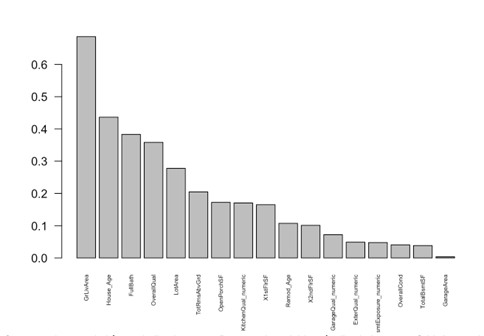 0.6
0.5
0.4
0.3
0.2
0.1
0.0
GrLivArea
House_Age
FullBath
OverallQual
LotArea
TotRmsAbvGrd
OpenPorchSF
KitchenQual_numeric
X1stFlrSF
Remod_Age
X2ndFlrSF
GarageQual_numeric
ExterQual_numeric
mtExposure_numeric
OverallCond
TotalBsmtSF
GarageArea